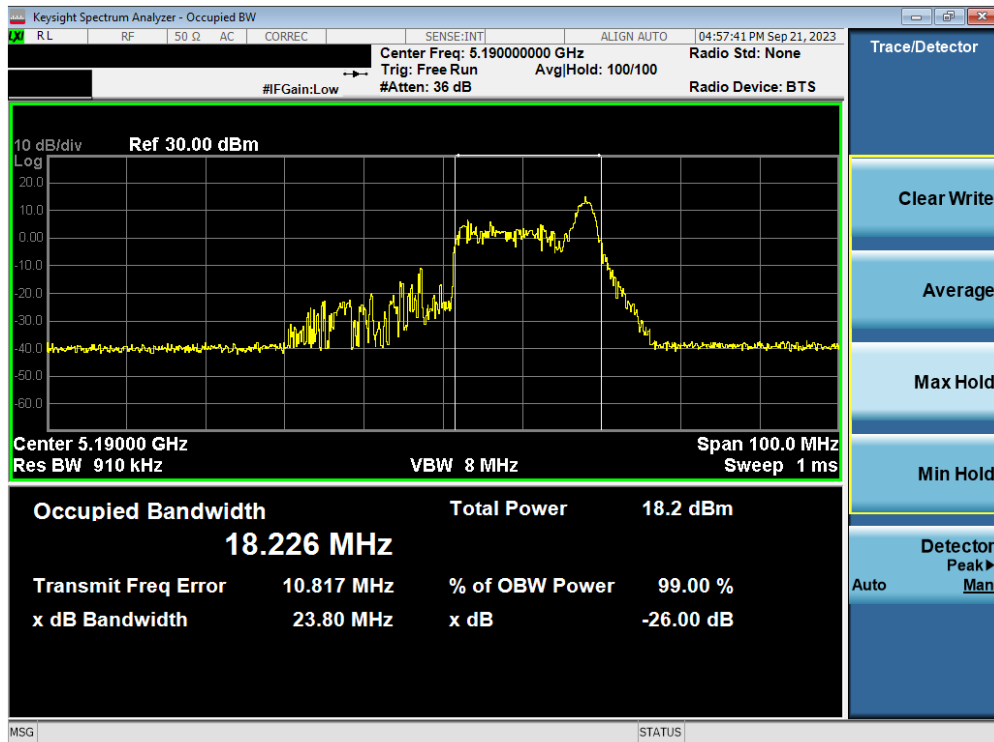 Keysight Spectrum Analyzer - Occupied BW
LXI RL RF 50 Ω AC CORREC SENSE:INT ALIGN AUTO 04:57:41 PM Sep 21, 2023
Center Freq: 5.190000000 GHz Radio Std: None
Trig: Free Run Avg|Hold: 100/100
#IFGain:Low #Atten: 36 dB Radio Device: BTS
10 dB/div Ref 30.00 dBm
Log
20.0
10.0
0.00
-10.0
-20.0
-30.0
-40.0
-50.0
-60.0
Center 5.19000 GHz Span 100.0 MHz
Res BW 910 kHz VBW 8 MHz Sweep 1 ms
Occupied Bandwidth Total Power 18.2 dBm
18.226 MHz
Transmit Freq Error 10.817 MHz % of OBW Power 99.00 %
x dB Bandwidth 23.80 MHz x dB -26.00 dB
Trace/Detector
Clear Write
Average
Max Hold
Min Hold
Detector
Peak
Auto Man
MSG STATUS